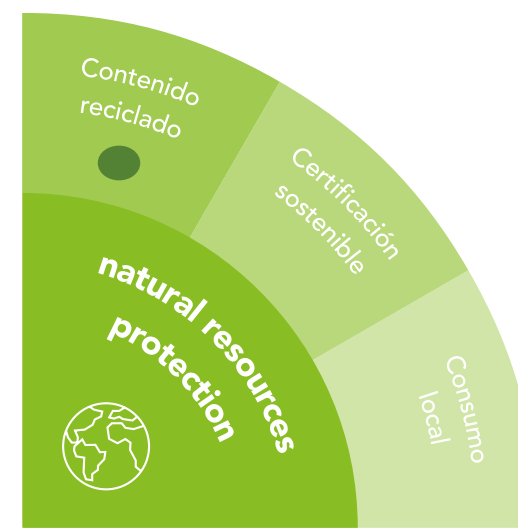 Contenido
reciclado
Certificación
sostenible
Consumo
local
natural resources
protection